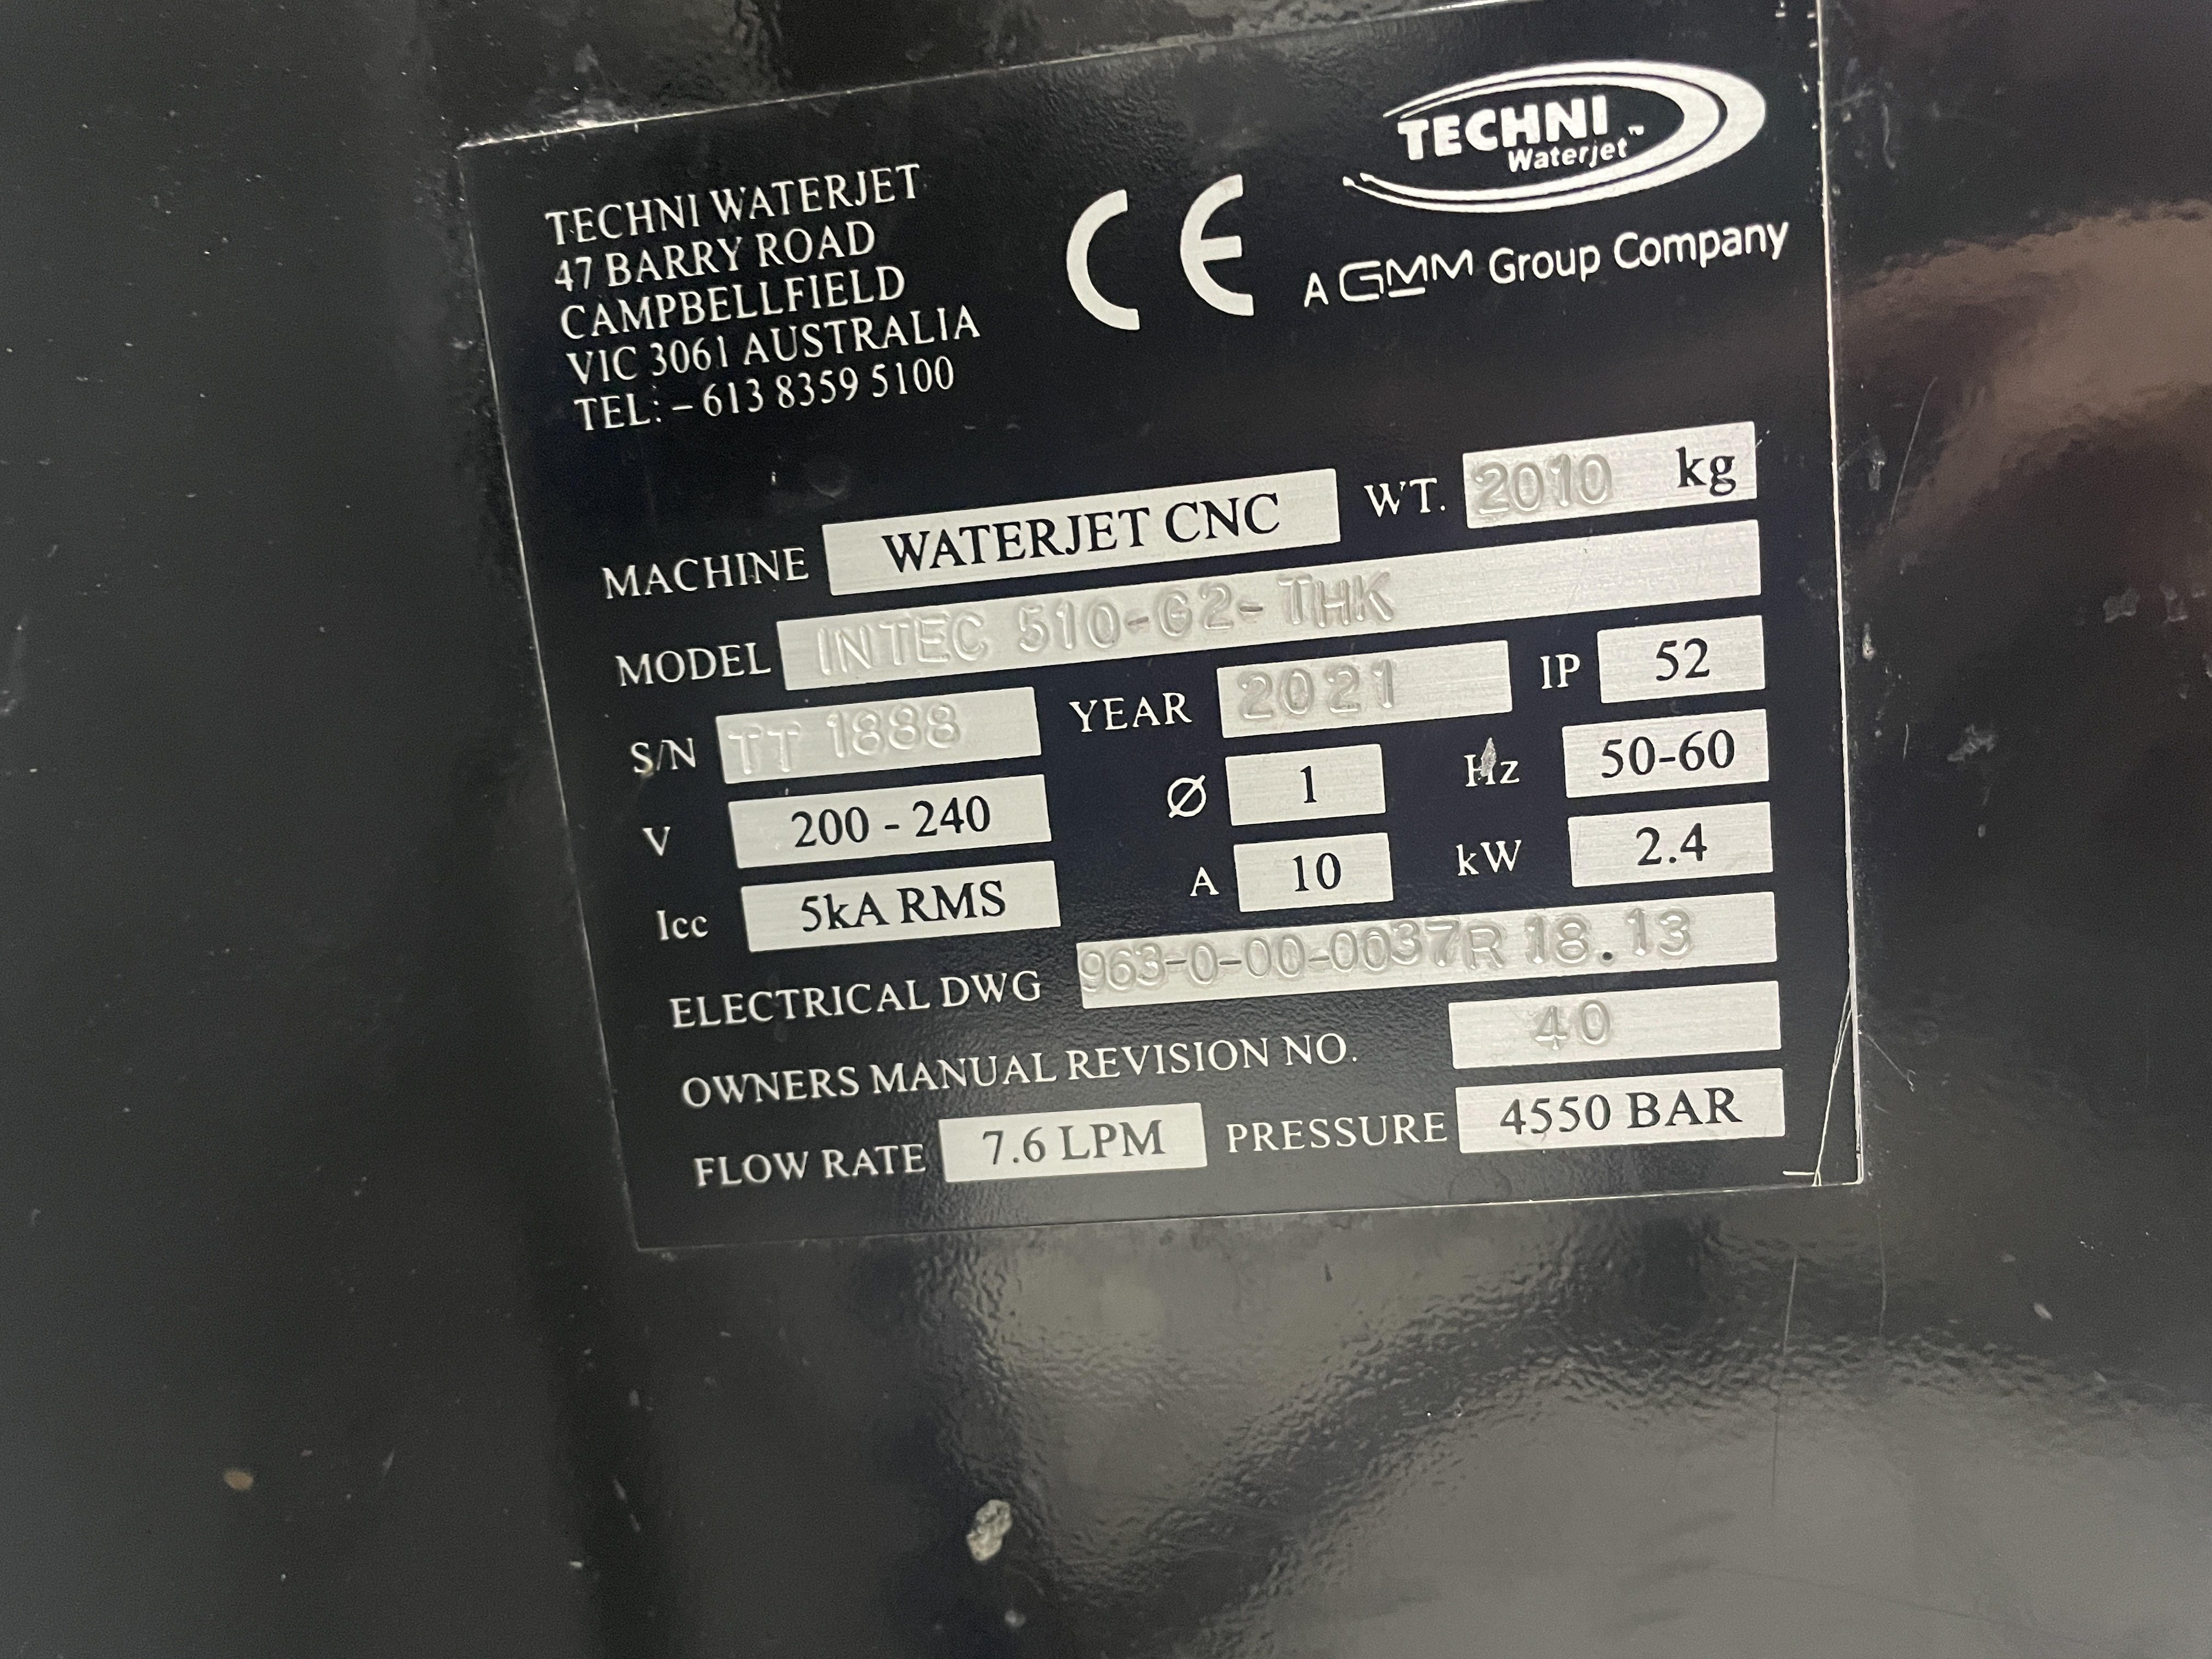 TECHNI WATERJET
47 BARRY ROAD
CAMPBELLFIELD
VIC 3061 AUSTRALIA
TEL: – 613 8359 5100
CE
TECHNI™
Waterjet
A GMM Group Company
MACHINE WATERJET CNC WT. 2010 kg
MODEL INTEC 510-G2-THK
S/N TT 1888 YEAR 2021 IP 52
V 200 - 240 Ø 1 Hz 50-60
Icc 5kA RMS A 10 kW 2.4
ELECTRICAL DWG 963-0-00-0037R 18.13
OWNERS MANUAL REVISION NO. 40
FLOW RATE 7.6 LPM PRESSURE 4550 BAR